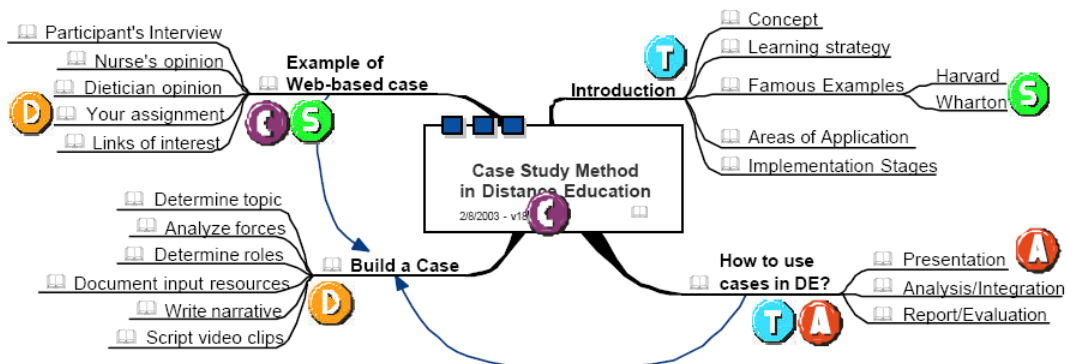 Participant's Interview
Nurse's opinion
Dietician opinion
Your assignment
Links of interest
D
Example of
Web-based case
C
S
T
Introduction
Concept
Learning strategy
Famous Examples
Harvard
Wharton
S
Areas of Application
Implementation Stages
Case Study Method
in Distance Education
2/8/2003 - v18
C
Determine topic
Analyze forces
Determine roles
Document input resources
Write narrative
Script video clips
Build a Case
D
How to use
cases in DE?
T
A
Presentation
A
Analysis/Integration
Report/Evaluation